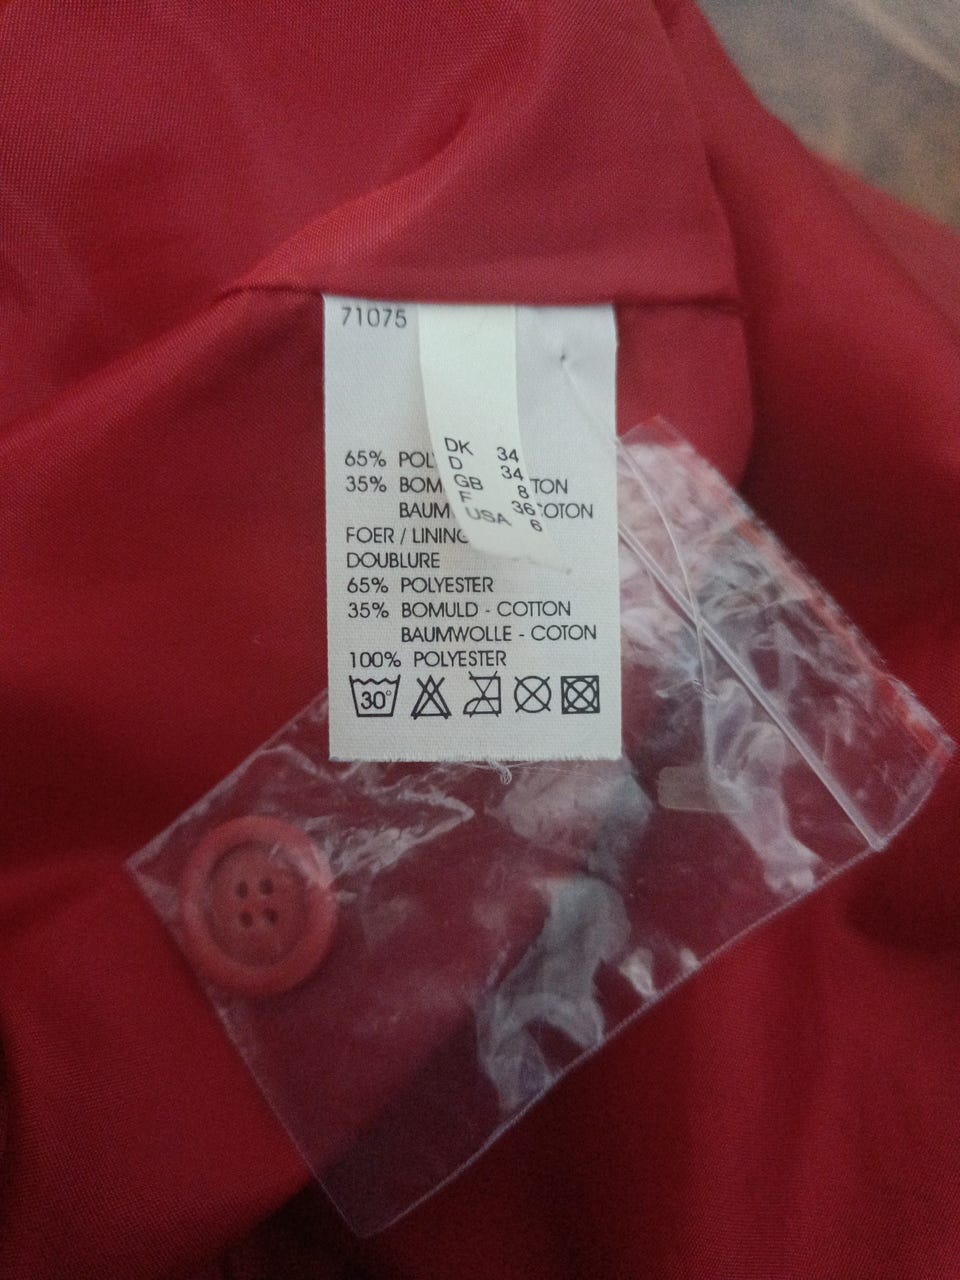 71075
DK 34
D 34
GB 8
F 36
USA 6
65% POL
35% BOM TON
BAUM COTON
FOER / LINING
DOUBLURE
65% POLYESTER
35% BOMULD - COTTON
BAUMWOLLE - COTON
100% POLYESTER
30°